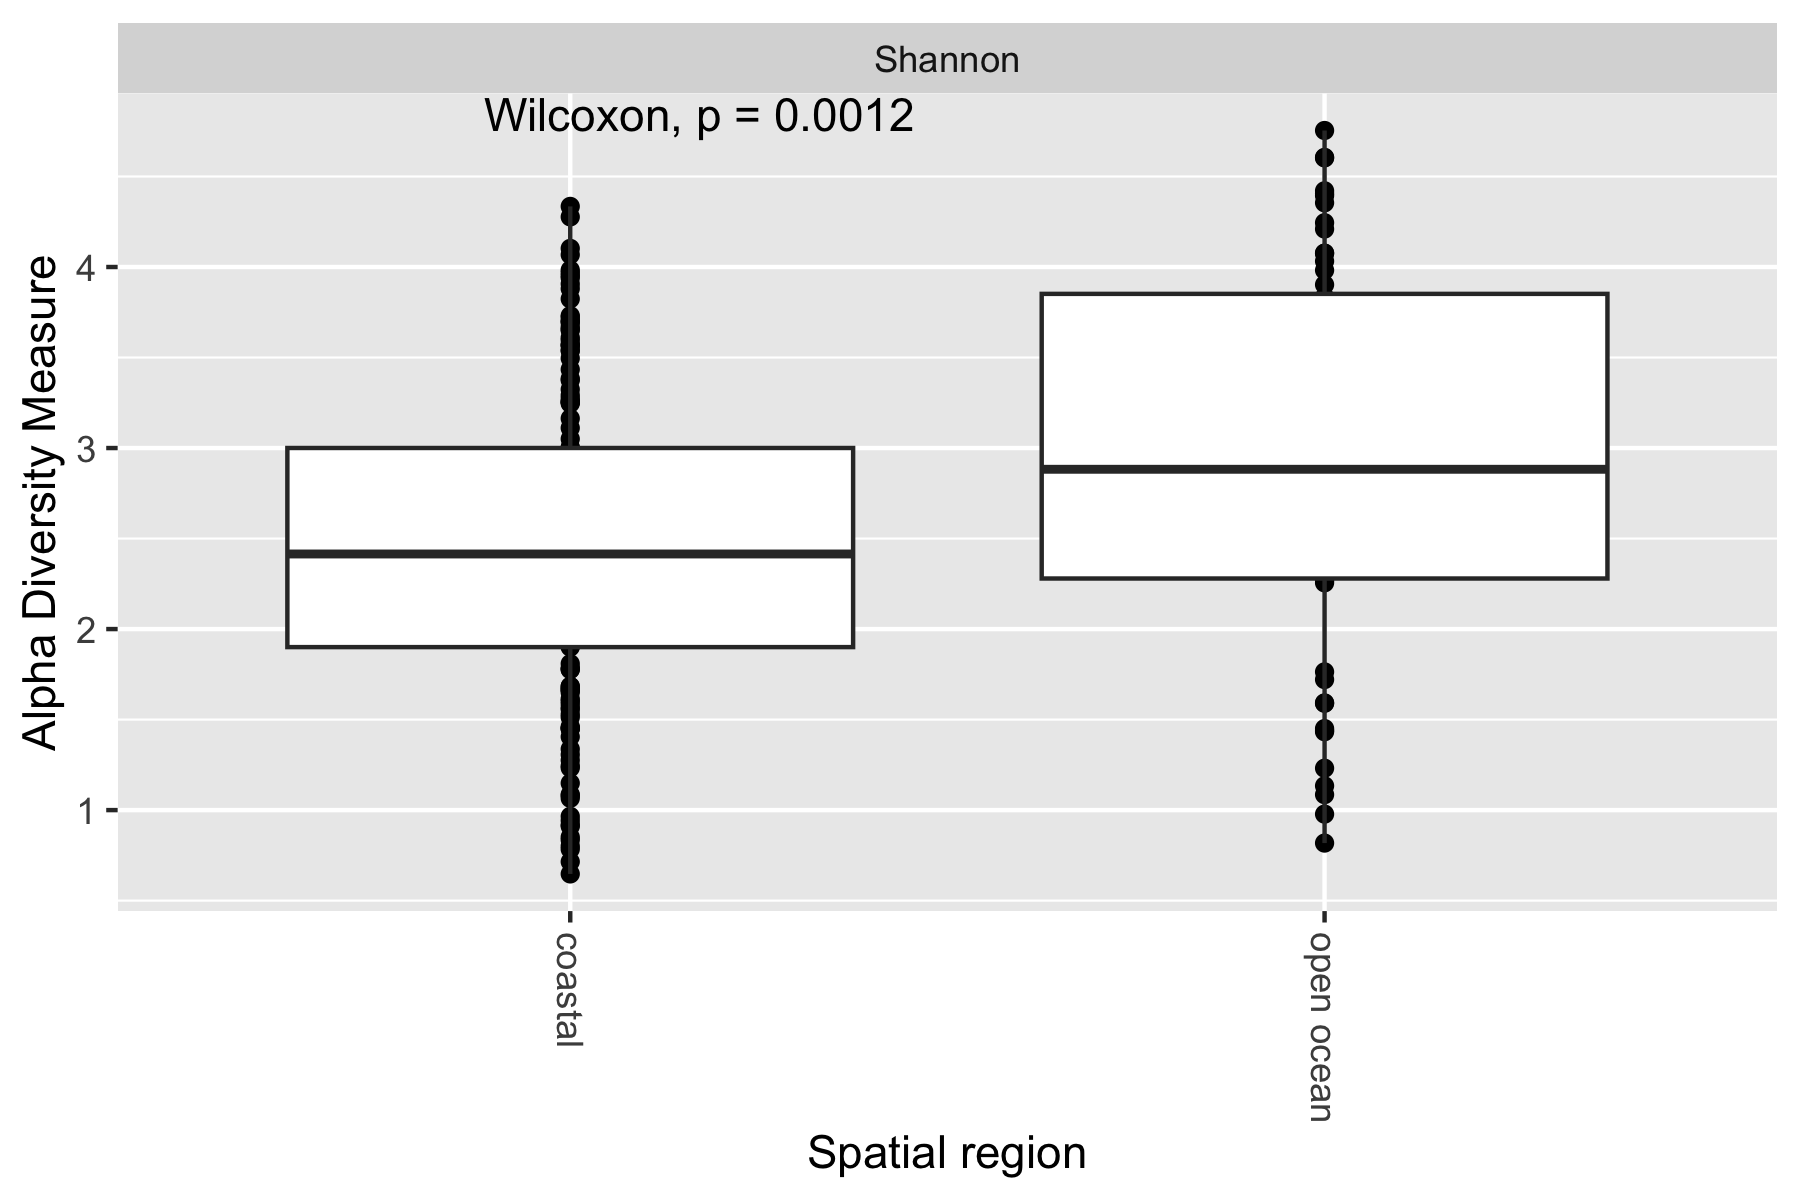 Shannon
Wilcoxon, p = 0.0012
Alpha Diversity Measure
4
3
2
1
coastal
open ocean
Spatial region